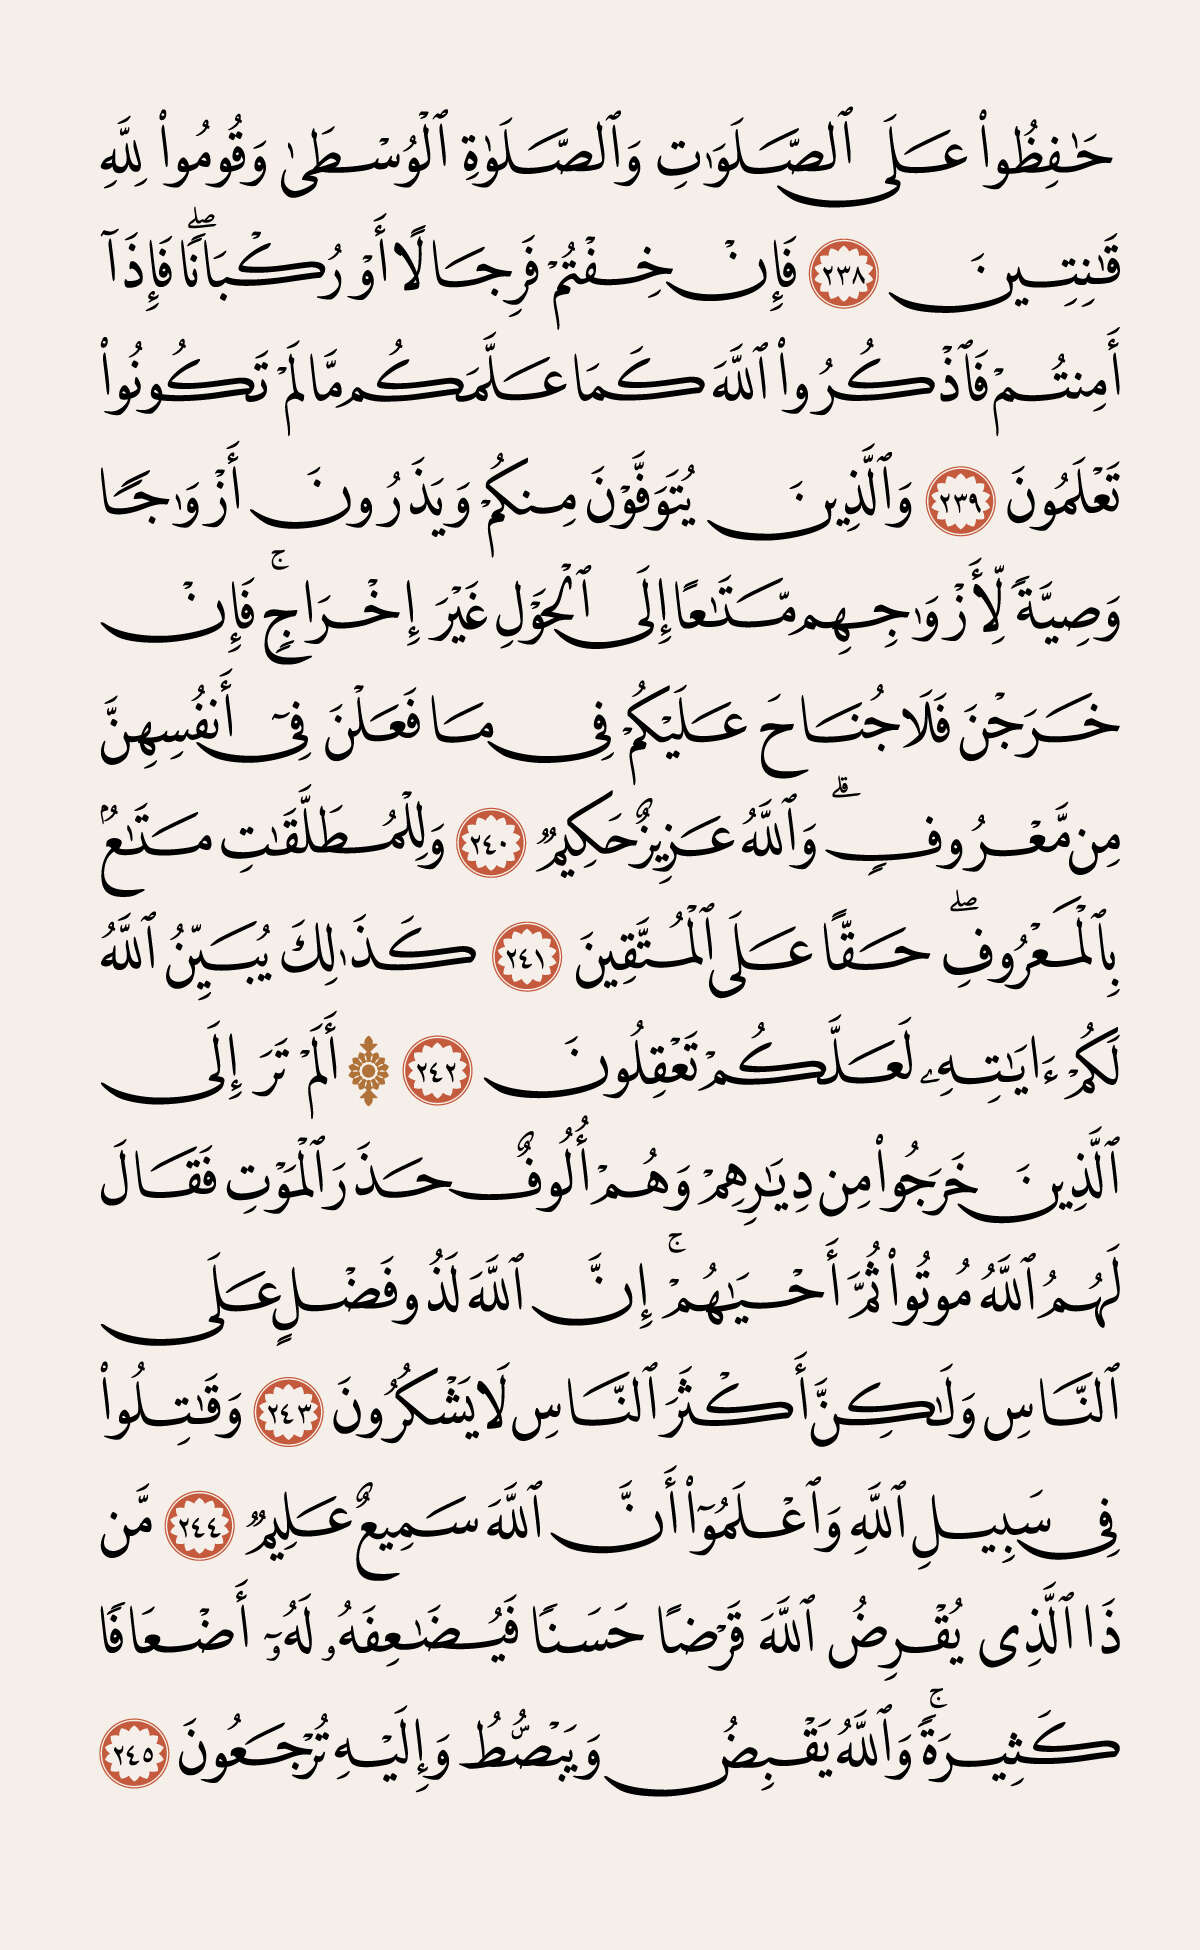 حَٰفِظُوا۟ عَلَى ٱلصَّلَوَٰتِ وَٱلصَّلَوٰةِ ٱلْوُسْطَىٰ وَقُومُوا۟ لِلَّهِ
قَٰنِتِينَ ٢٣٨ فَإِنْ خِفْتُمْ فَرِجَالًا أَوْ رُكْبَانًاۖ فَإِذَآ
أَمِنتُمْ فَٱذْكُرُوا۟ ٱللَّهَ كَمَا عَلَّمَكُم مَّا لَمْ تَكُونُوا۟
تَعْلَمُونَ ٢٣٩ وَٱلَّذِينَ يُتَوَفَّوْنَ مِنكُمْ وَيَذَرُونَ أَزْوَٰجًا
وَصِيَّةً لِّأَزْوَٰجِهِم مَّتَٰعًا إِلَى ٱلْحَوْلِ غَيْرَ إِخْرَاجٍۚ فَإِنْ
خَرَجْنَ فَلَا جُنَاحَ عَلَيْكُمْ فِى مَا فَعَلْنَ فِىٓ أَنفُسِهِنَّ
مِن مَّعْرُوفٍۗ وَٱللَّهُ عَزِيزٌ حَكِيمٌ ٢٤٠ وَلِلْمُطَلَّقَٰتِ مَتَٰعٌۢ
بِٱلْمَعْرُوفِۖ حَقًّا عَلَى ٱلْمُتَّقِينَ ٢٤١ كَذَٰلِكَ يُبَيِّنُ ٱللَّهُ
لَكُمْ ءَايَٰتِهِۦ لَعَلَّكُمْ تَعْقِلُونَ ٢٤٢ ۞ أَلَمْ تَرَ إِلَى
ٱلَّذِينَ خَرَجُوا۟ مِن دِيَٰرِهِمْ وَهُمْ أُلُوفٌ حَذَرَ ٱلْمَوْتِ فَقَالَ
لَهُمُ ٱللَّهُ مُوتُوا۟ ثُمَّ أَحْيَٰهُمْۚ إِنَّ ٱللَّهَ لَذُو فَضْلٍ عَلَى
ٱلنَّاسِ وَلَٰكِنَّ أَكْثَرَ ٱلنَّاسِ لَا يَشْكُرُونَ ٢٤٣ وَقَٰتِلُوا۟
فِى سَبِيلِ ٱللَّهِ وَٱعْلَمُوٓا۟ أَنَّ ٱللَّهَ سَمِيعٌ عَلِيمٌ ٢٤٤ مَّن
ذَا ٱلَّذِى يُقْرِضُ ٱللَّهَ قَرْضًا حَسَنًا فَيُضَٰعِفَهُۥ لَهُۥٓ أَضْعَافًا
كَثِيرَةًۚ وَٱللَّهُ يَقْبِضُ وَيَبْصُۜطُ وَإِلَيْهِ تُرْجَعُونَ ٢٤٥